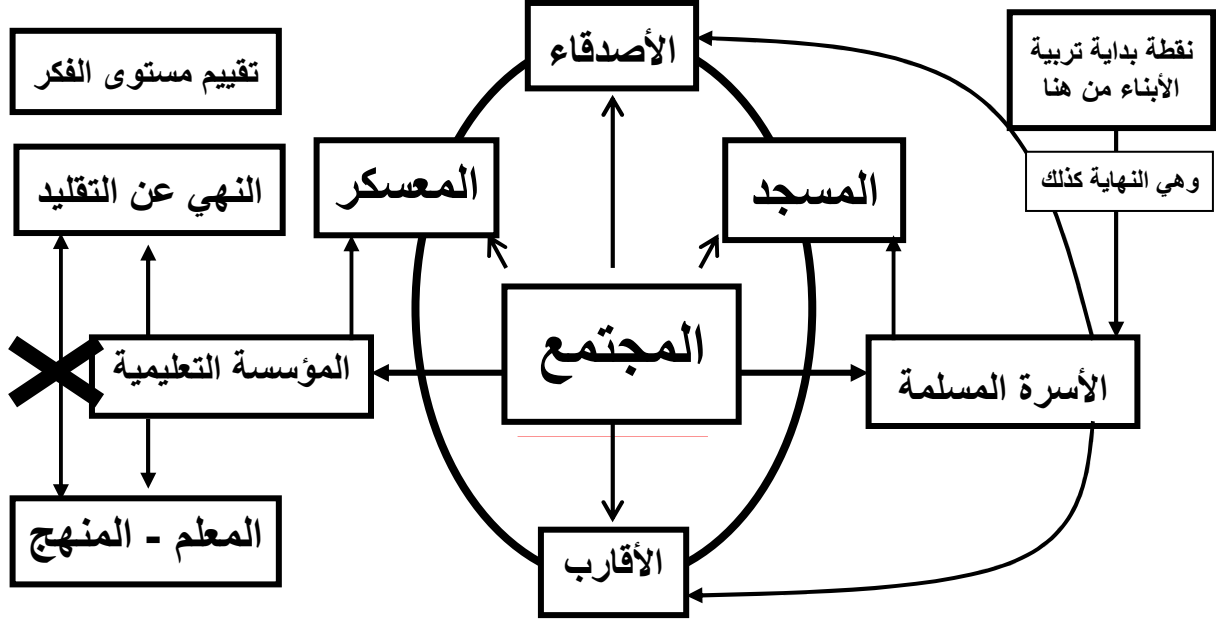 الأصدقاء
نقطة بداية تربية
الأبناء من هنا
تقييم مستوى الفكر
وهي النهاية كذلك
المسجد
المعسكر
النهي عن التقليد
المجتمع
الأسرة المسلمة
المؤسسة التعليمية
الأقارب
المعلم - المنهج